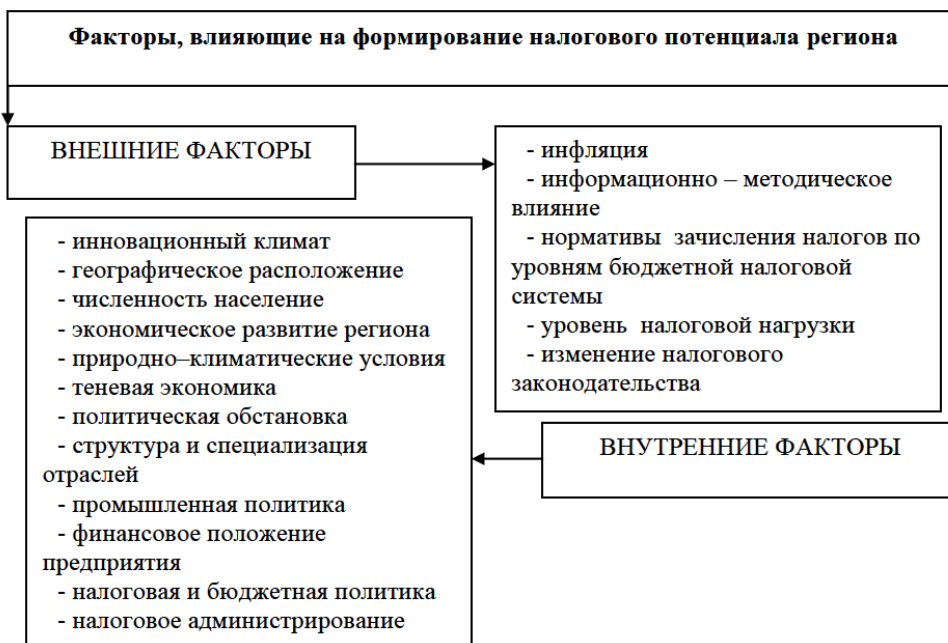 Факторы, влияющие на формирование налогового потенциала региона
ВНЕШНИЕ ФАКТОРЫ
- инфляция
- информационно – методическое
влияние
- нормативы зачисления налогов по
уровням бюджетной налоговой
системы
- уровень налоговой нагрузки
- изменение налогового
законодательства
ВНУТРЕННИЕ ФАКТОРЫ
- инновационный климат
- географическое расположение
- численность население
- экономическое развитие региона
- природно–климатические условия
- теневая экономика
- политическая обстановка
- структура и специализация
отраслей
- промышленная политика
- финансовое положение
предприятия
- налоговая и бюджетная политика
- налоговое администрирование